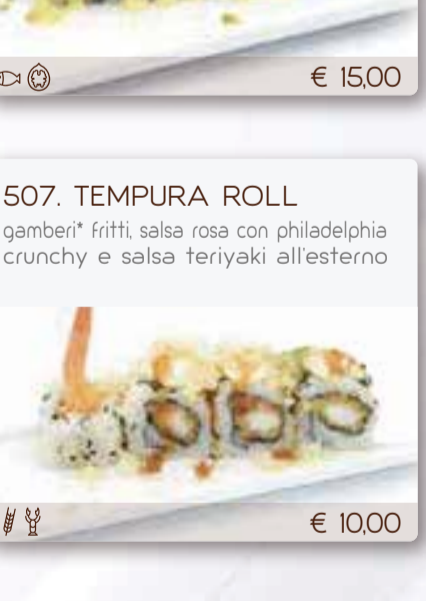 € 15,00
507. TEMPURA ROLL
gamberi* fritti, salsa rosa con philadelphia
crunchy e salsa teriyaki all'esterno
€ 10,00